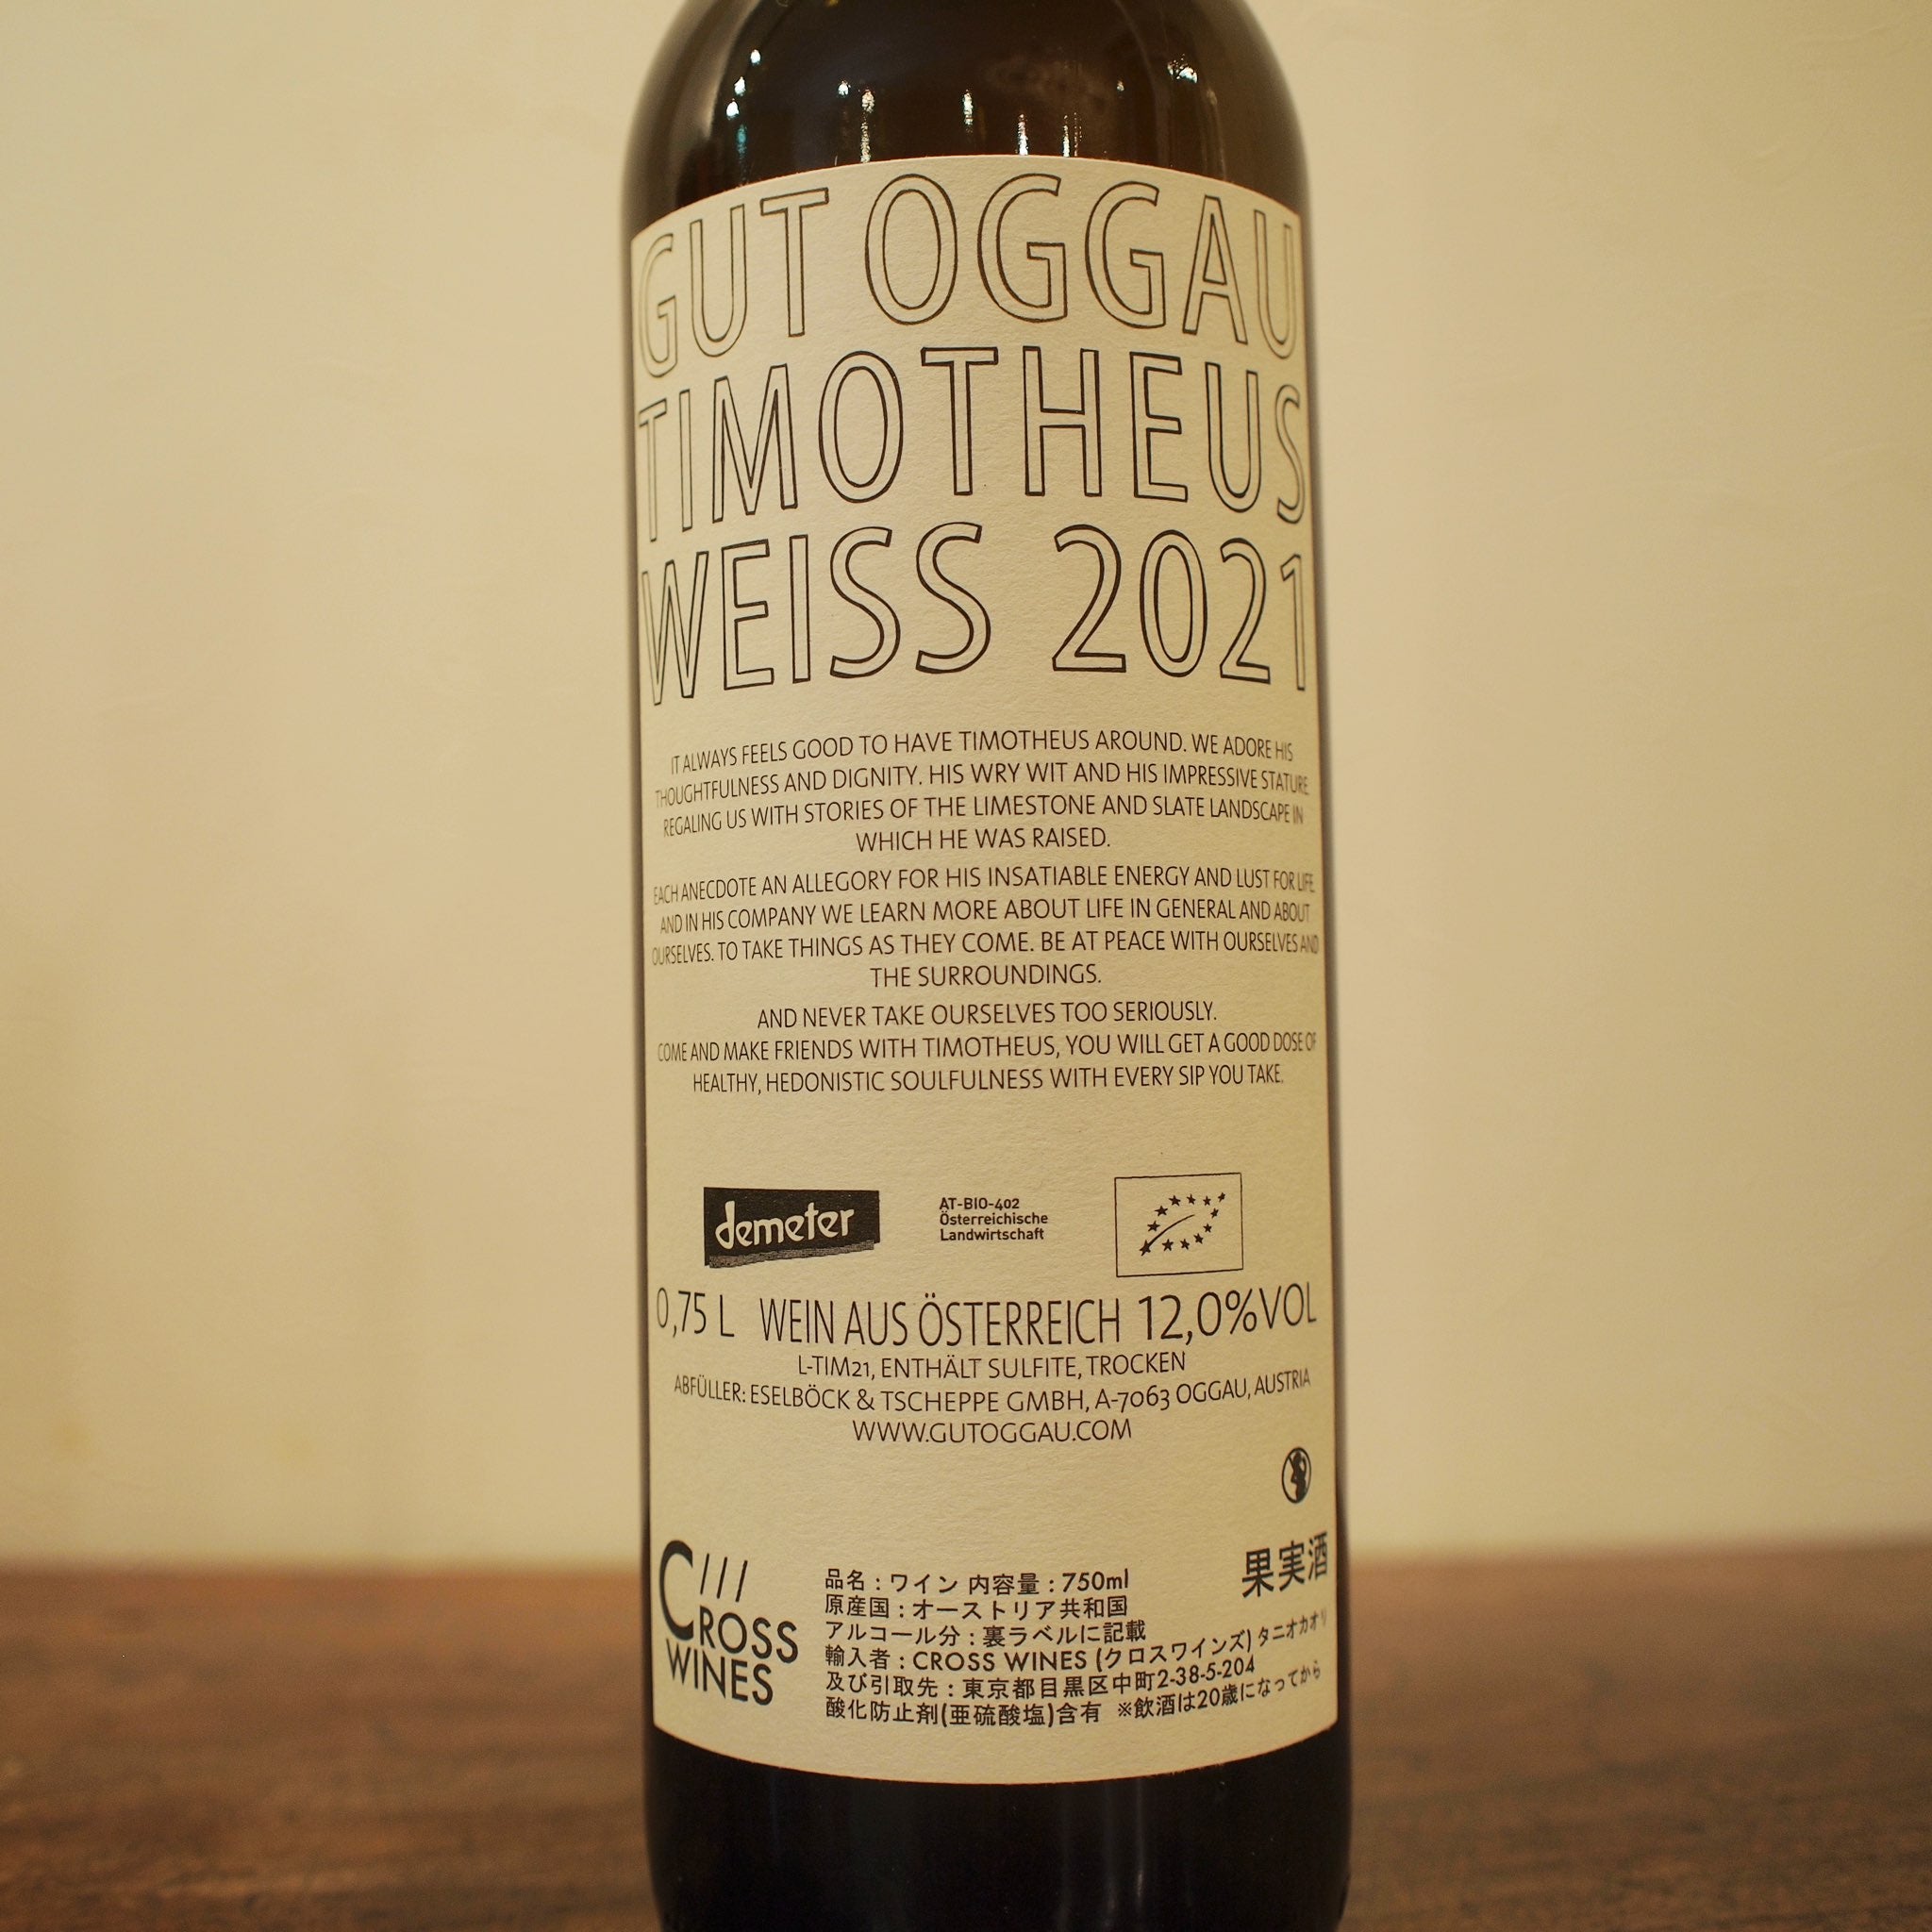 GUT OGGAU
TIMOTHEUS
WEISS 2021
IT ALWAYS FEELS GOOD TO HAVE TIMOTHEUS AROUND. WE ADORE HIS
THOUGHTFULNESS AND DIGNITY. HIS WRY WIT AND HIS IMPRESSIVE STATURE
REGALING US WITH STORIES OF THE LIMESTONE AND SLATE LANDSCAPE IN
WHICH HE WAS RAISED.
EACH ANECDOTE AN ALLEGORY FOR HIS INSATIABLE ENERGY AND LUST FOR LIFE
AND IN HIS COMPANY WE LEARN MORE ABOUT LIFE IN GENERAL AND ABOUT
OURSELVES. TO TAKE THINGS AS THEY COME. BE AT PEACE WITH OURSELVES AND
THE SURROUNDINGS.
AND NEVER TAKE OURSELVES TOO SERIOUSLY.
COME AND MAKE FRIENDS WITH TIMOTHEUS, YOU WILL GET A GOOD DOSE OF
HEALTHY, HEDONISTIC SOULFULNESS WITH EVERY SIP YOU TAKE.
demeter
AT-BIO-402
Österreichische
Landwirtschaft
0,75 L WEIN AUS ÖSTERREICH 12,0%VOL
L-TIM21, ENTHÄLT SULFITE, TROCKEN
ABFÜLLER: ESELBÖCK & TSCHEPPE GMBH, A-7063 OGGAU, AUSTRIA
WWW.GUTOGGAU.COM
CROSS
WINES
果実酒
品名 : ワイン 内容量 : 750ml
原産国 : オーストリア共和国
アルコール分 : 裏ラベルに記載
輸入者 : CROSS WINES (クロスワインズ) タニオカオリ
及び引取先 : 東京都目黒区中町2-38-5-204
酸化防止剤(亜硫酸塩)含有 ※飲酒は20歳になってから